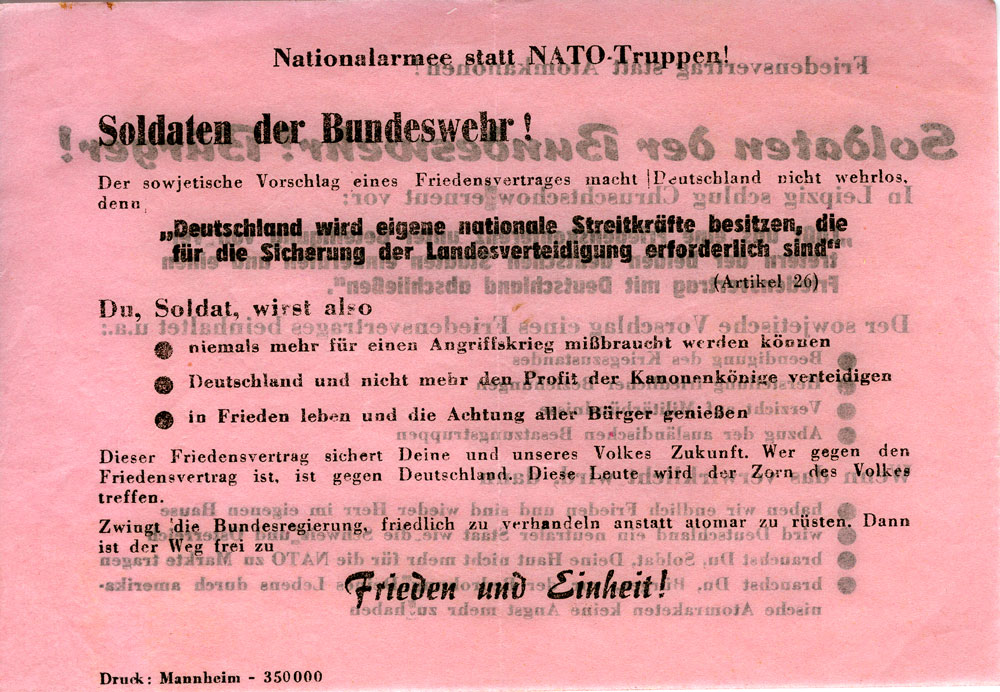 Nationalarmee statt NATO-Truppen!
Soldaten der Bundeswehr!
Der sowjetische Vorschlag eines Friedensvertrages macht Deutschland nicht wehrlos,
denn
„Deutschland wird eigene nationale Streitkräfte besitzen, die
für die Sicherung der Landesverteidigung erforderlich sind“
(Artikel 26)
Du, Soldat, wirst also
● niemals mehr für einen Angriffskrieg mißbraucht werden können
● Deutschland und nicht mehr den Profit der Kanonenkönige verteidigen
● in Frieden leben und die Achtung aller Bürger genießen
Dieser Friedensvertrag sichert Deine und unseres Volkes Zukunft. Wer gegen den
Friedensvertrag ist, ist gegen Deutschland. Diese Leute wird der Zorn des Volkes
treffen.
Zwingt die Bundesregierung, friedlich zu verhandeln anstatt atomar zu rüsten. Dann
ist der Weg frei zu
Frieden und Einheit!
Druck: Mannheim - 350000